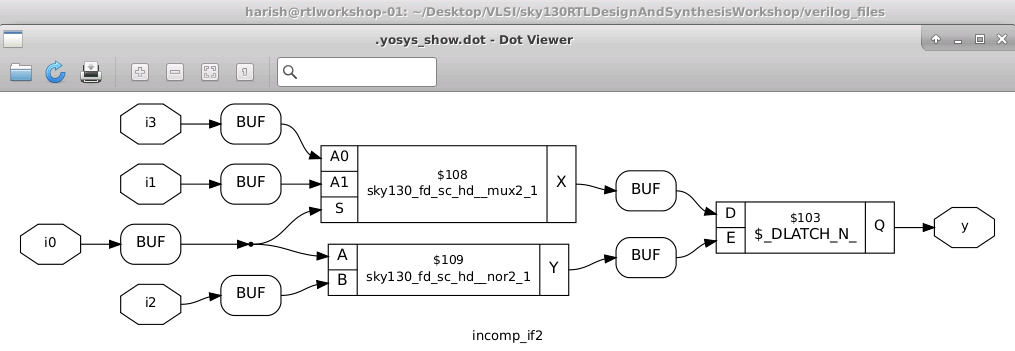 harish@rtlworkshop-01: ~/Desktop/VLSI/sky130RTLDesignAndSynthesisWorkshop/verilog_files
.yosys_show.dot - Dot Viewer
i3
BUF
i1
BUF
i0
BUF
i2
BUF
A0
A1
S
$108
sky130_fd_sc_hd__mux2_1
X
A
B
$109
sky130_fd_sc_hd__nor2_1
Y
BUF
BUF
D
E
$103
$_DLATCH_N_
Q
y
incomp_if2